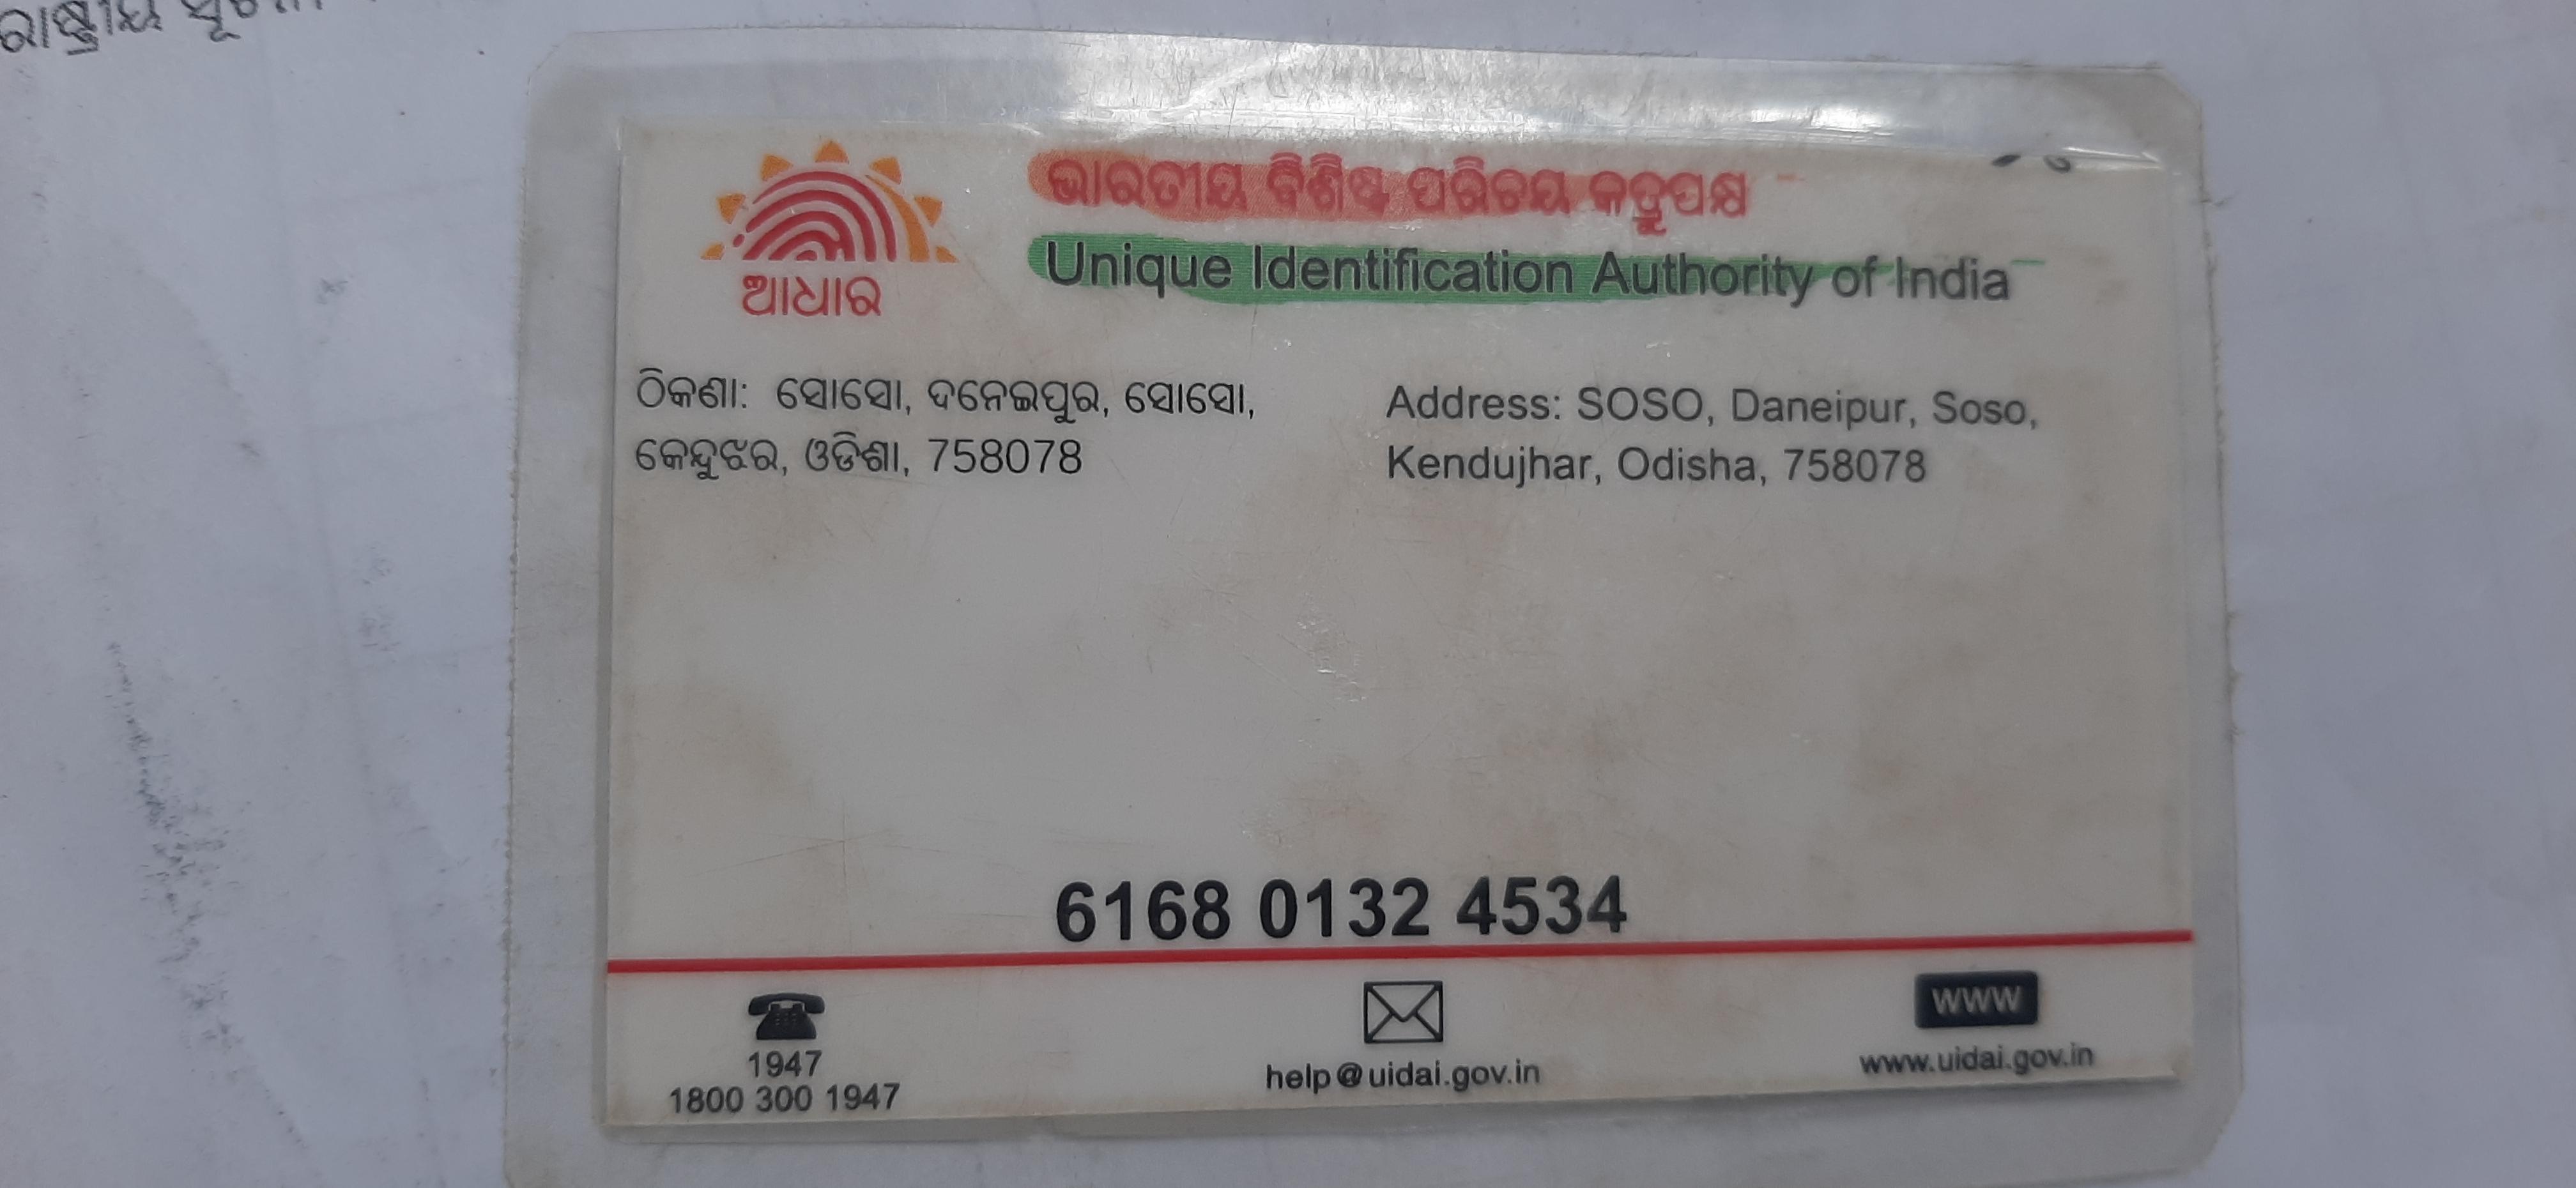 ରାଷ୍ଟ୍ରୀୟ
ଆଧାର
ଭାରତୀୟ ବିଶିଷ୍ଟ ପରିଚୟ କର୍ତ୍ତୃପକ୍ଷ
Unique Identification Authority of India
ଠିକଣା: ସୋସୋ, ଦନେଇପୁର, ସୋସୋ,
କେନ୍ଦୁଝର, ଓଡିଶା, 758078
Address: SOSO, Daneipur, Soso,
Kendujhar, Odisha, 758078
6168 0132 4534
1947
1800 300 1947
help@uidai.gov.in
www
www.uidai.gov.in